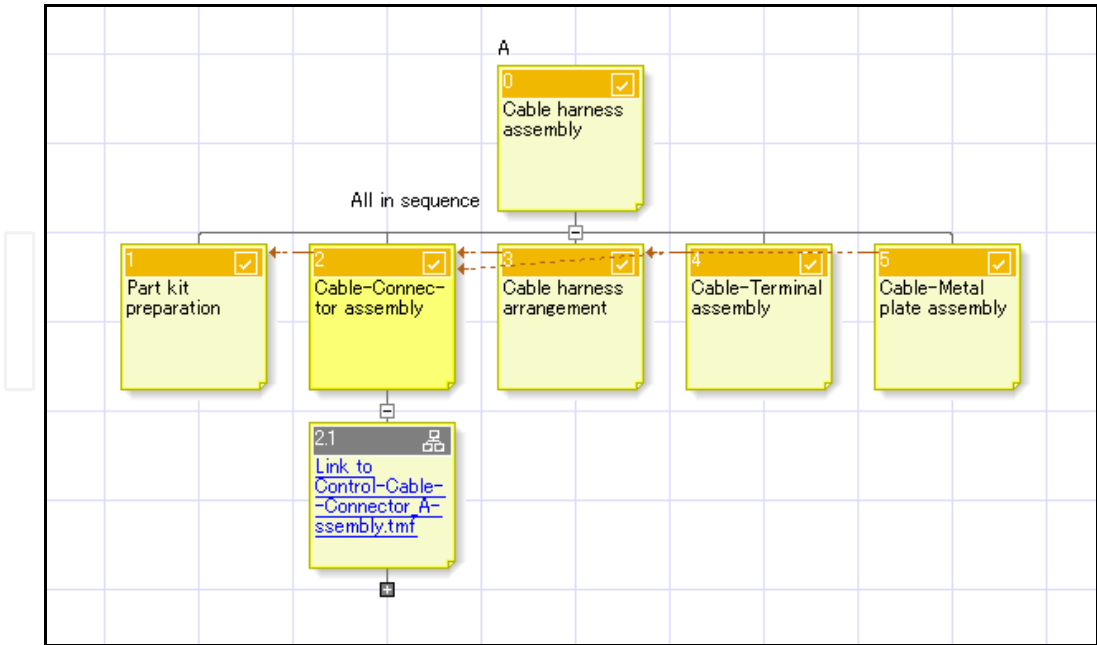 A
0
Cable harness
assembly
All in sequence
1
Part kit
preparation
2
Cable-Connec-
tor assembly
3
Cable harness
arrangement
4
Cable-Terminal
assembly
5
Cable-Metal
plate assembly
2.1
Link to
Control-Cable-
-Connector_A-
ssembly.tmf